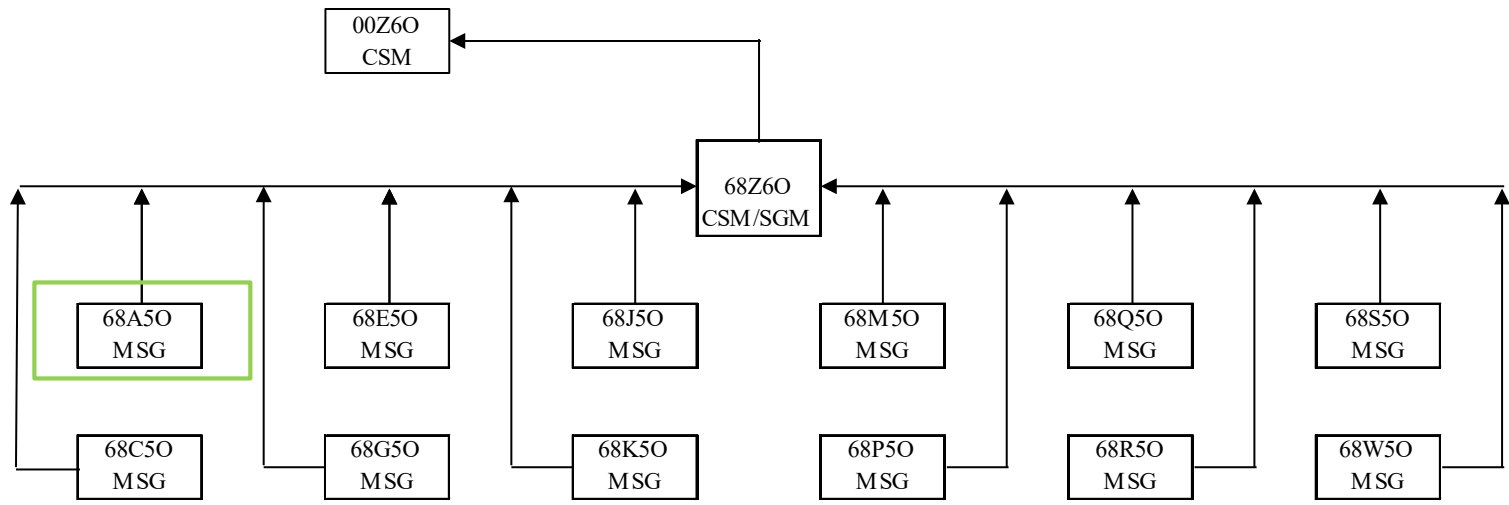 00Z6O
CSM
68Z6O
CSM/SGM
68A5O
MSG
68E5O
MSG
68J5O
MSG
68M5O
MSG
68Q5O
MSG
68S5O
MSG
68C5O
MSG
68G5O
MSG
68K5O
MSG
68P5O
MSG
68R5O
MSG
68W5O
MSG